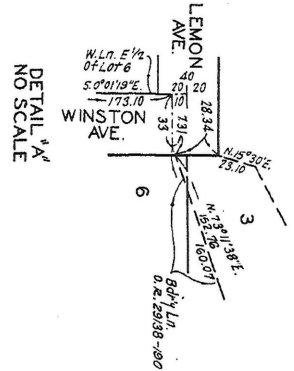 LEMON
AVE.
W. Ln. E 1/2
Of Lot 6
40
20 20
S.0°01'19"E.
173.10
10
WINSTON
AVE.
33
7.31
28.34
N.15°30'E.
23.10
3
6
N.73°11'38"E.
152.76
160.07
Bdry Ln.
O.R. 29138-190
DETAIL "A"
NO SCALE